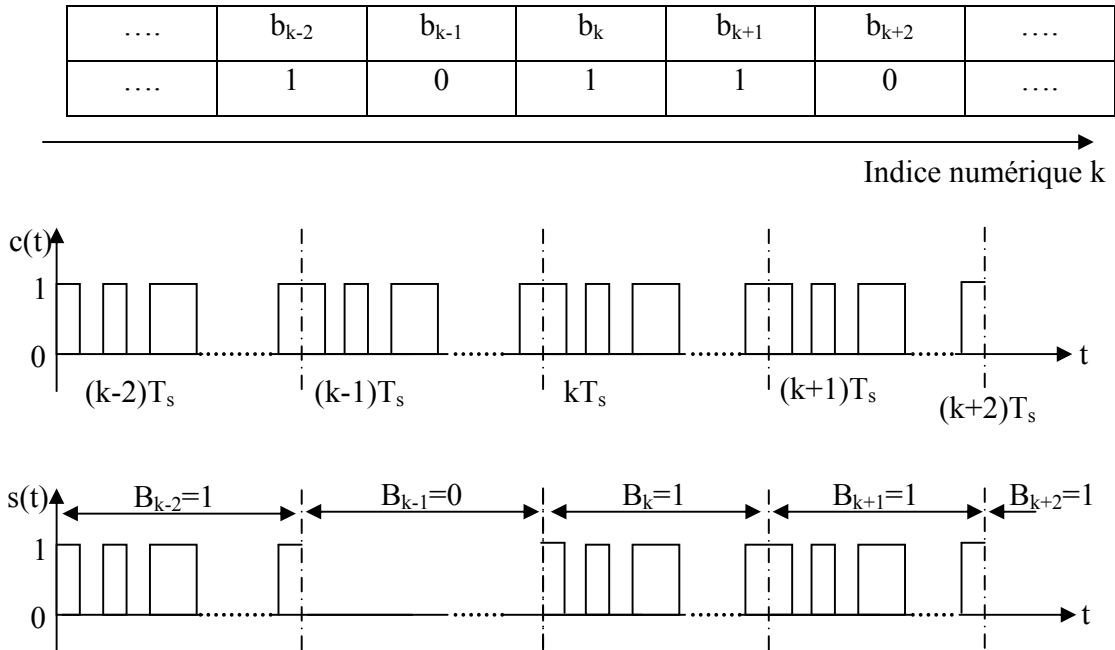 …. b_{k-2} b_{k-1} b_k b_{k+1} b_{k+2} ….
…. 1 0 1 1 0 ….
Indice numérique k
c(t)
1
0
t
(k-2)T_s (k-1)T_s kT_s (k+1)T_s (k+2)T_s
s(t) B_{k-2}=1 B_{k-1}=0 B_k=1 B_{k+1}=1 B_{k+2}=1
1
0
t